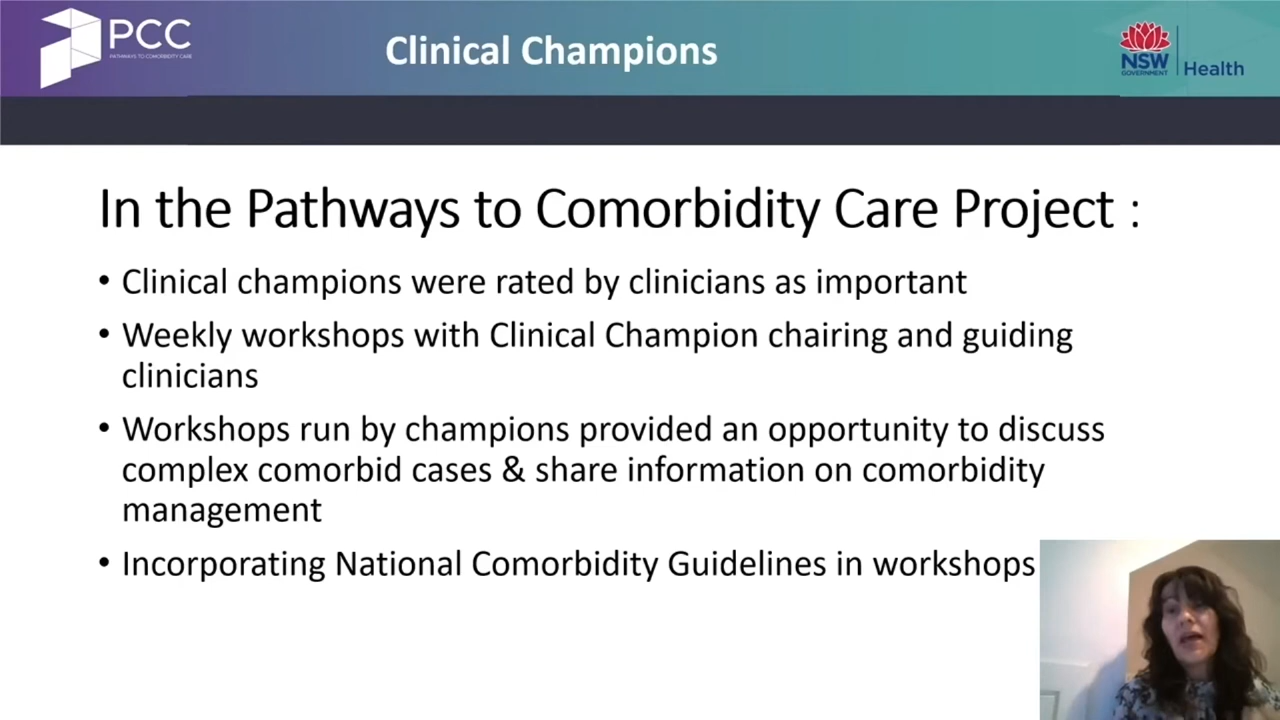 PCC
PATHWAYS TO COMORBIDITY CARE
Clinical Champions
NSW
GOVERNMENT
Health
In the Pathways to Comorbidity Care Project :
• Clinical champions were rated by clinicians as important
• Weekly workshops with Clinical Champion chairing and guiding
clinicians
• Workshops run by champions provided an opportunity to discuss
complex comorbid cases & share information on comorbidity
management
• Incorporating National Comorbidity Guidelines in workshops